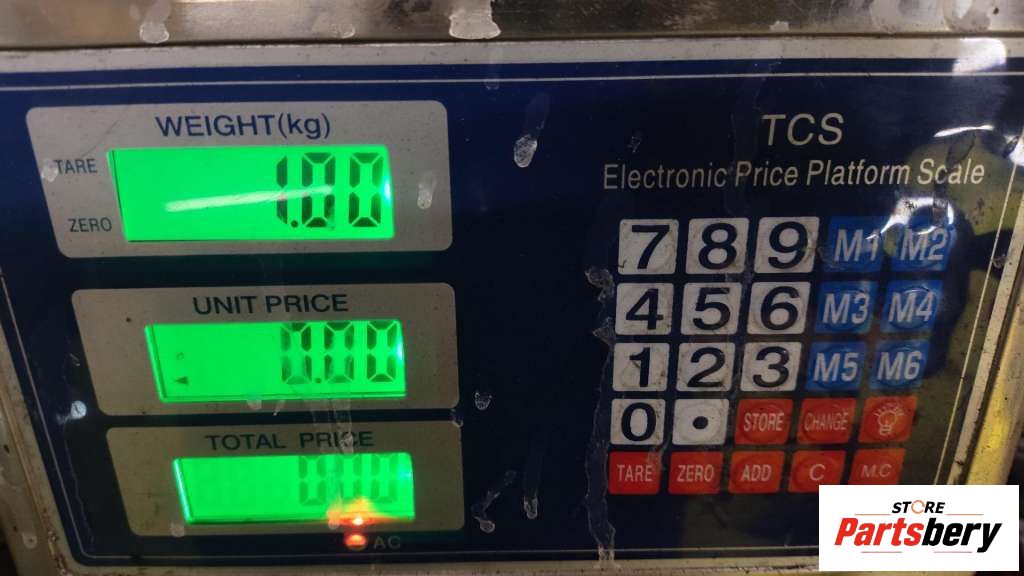 WEIGHT(kg)
TARE
1.00
ZERO
UNIT PRICE
0.00
TOTAL PRICE
0.00
AC
TCS
Electronic Price Platform Scale
7 8 9 M1 M2
4 5 6 M3 M4
1 2 3 M5 M6
0 • STORE CHANGE
TARE ZERO ADD C M.C
STORE
Partsbery